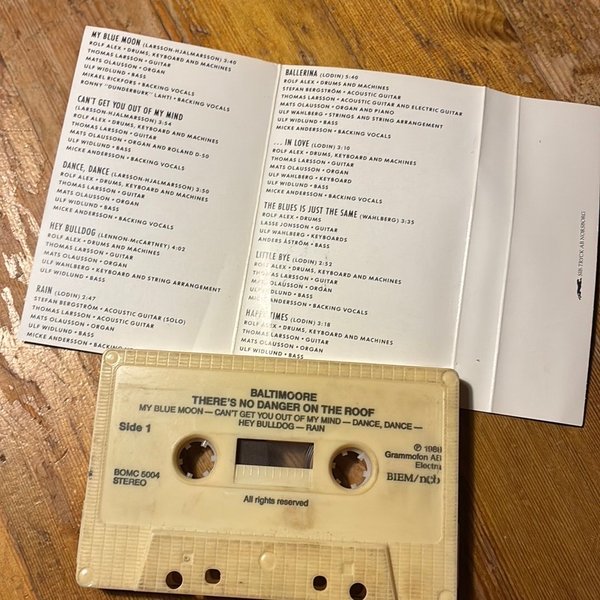 MY BLUE MOON (LARSSON-HJALMARSSON) 3:40
ROLF ALEX • DRUMS, KEYBOARD AND MACHINES
THOMAS LARSSON • GUITAR
MATS OLAUSSON • ORGAN
ULF WIDLUND • BASS
MIKAEL RICKFORS • BACKING VOCALS
RONNY "DUNDERBURK" LAHTI • BACKING VOCALS
CAN'T GET YOU OUT OF MY MIND
(LARSSON-HJALMARSSON) 3:54
ROLF ALEX • DRUMS, KEYBOARD AND MACHINES
THOMAS LARSSON • GUITAR
MATS OLAUSSON • ORGAN AND ROLAND D-50
ULF WIDLUND • BASS
MICKE ANDERSSON • BACKING VOCALS
DANCE, DANCE (LARSSON-HJALMARSSON) 3:50
ROLF ALEX • DRUMS, KEYBOARD AND MACHINES
THOMAS LARSSON • GUITAR
MATS OLAUSSON • ORGAN
ULF WIDLUND • BASS
MICKE ANDERSSON • BACKING VOCALS
HEY BULLDOG (LENNON-McCARTNEY) 4:02
ROLF ALEX • DRUMS AND MACHINES
THOMAS LARSSON • GUITAR
MATS OLAUSSON • ORGAN
ULF WAHLBERG • KEYBOARD AND STRING ARRANGEMENT
ULF WIDLUND • BASS
RAIN (LODIN) 2:47
STEFAN BERGSTRÖM • ACOUSTIC GUITAR (SOLO)
THOMAS LARSSON • ACOUSTIC GUITAR
MATS OLAUSSON • ORGAN
ULF WIDLUND • BASS
MICKE ANDERSSON • BACKING VOCALS
BALLERINA (LODIN) 5:40
ROLF ALEX • DRUMS AND MACHINES
STEFAN BERGSTRÖM • ACOUSTIC GUITAR
THOMAS LARSSON • ACOUSTIC GUITAR AND ELECTRIC GUITAR
MATS OLAUSSON • ORGAN AND PIANO
ULF WAHLBERG • STRINGS AND STRING ARRANGEMENT
ULF WIDLUND • BASS
MICKE ANDERSSON • BACKING VOCALS
... IN LOVE (LODIN) 3:10
ROLF ALEX • DRUMS, KEYBOARD AND MACHINES
THOMAS LARSSON • GUITAR
MATS OLAUSSON • ORGAN
ULF WAHLBERG • KEYBOARD
ULF WIDLUND • BASS
MICKE ANDERSSON • BACKING VOCALS
THE BLUES IS JUST THE SAME (WAHLBERG) 3:35
ROLF ALEX • DRUMS
LASSE JONSSON • GUITAR
ULF WAHLBERG • KEYBOARDS
ANDERS ÅSTRÖM • BASS
LITTLE BYE (LODIN) 2:52
ROLF ALEX • DRUMS, KEYBOARD AND MACHINES
THOMAS LARSSON • GUITAR
MATS OLAUSSON • ORGAN
ULF WIDLUND • BASS
MICKE ANDERSSON • BACKING VOCALS
HAPPY TIMES (LODIN) 3:18
ROLF ALEX • DRUMS, KEYBOARD AND MACHINES
THOMAS LARSSON • GUITAR
MATS OLAUSSON • ORGAN
ULF WIDLUND • BASS
SIB-TRYCK AB NORSBORG
BALTIMOORE
THERE'S NO DANGER ON THE ROOF
MY BLUE MOON — CAN'T GET YOU OUT OF MY MIND — DANCE, DANCE —
HEY BULLDOG — RAIN
Side 1
BOMC 5004
STEREO
℗ 198
Grammofon AB
Electra
BIEM/ncb
All rights reserved